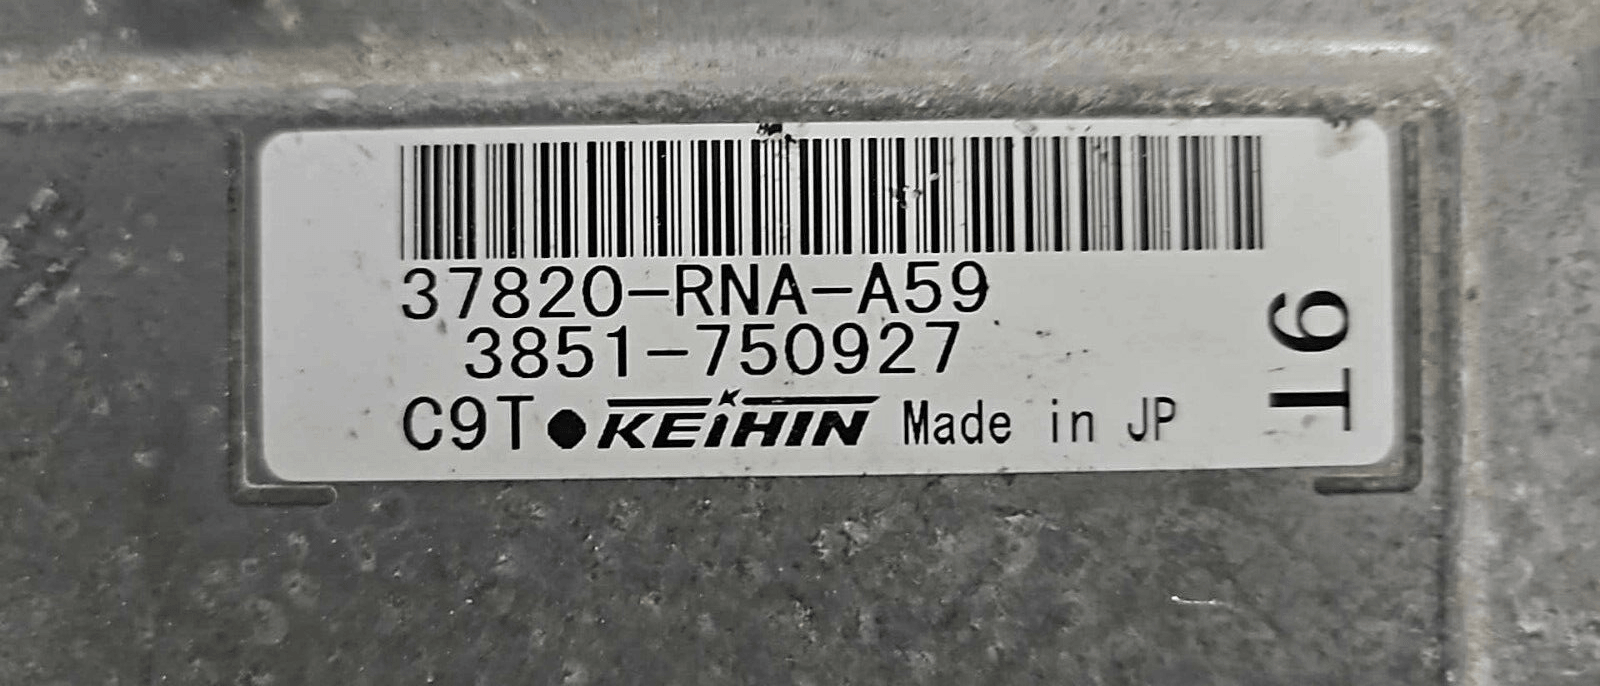 37820-RNA-A59
3851-750927
C9T●KEiHIN Made in JP
9T